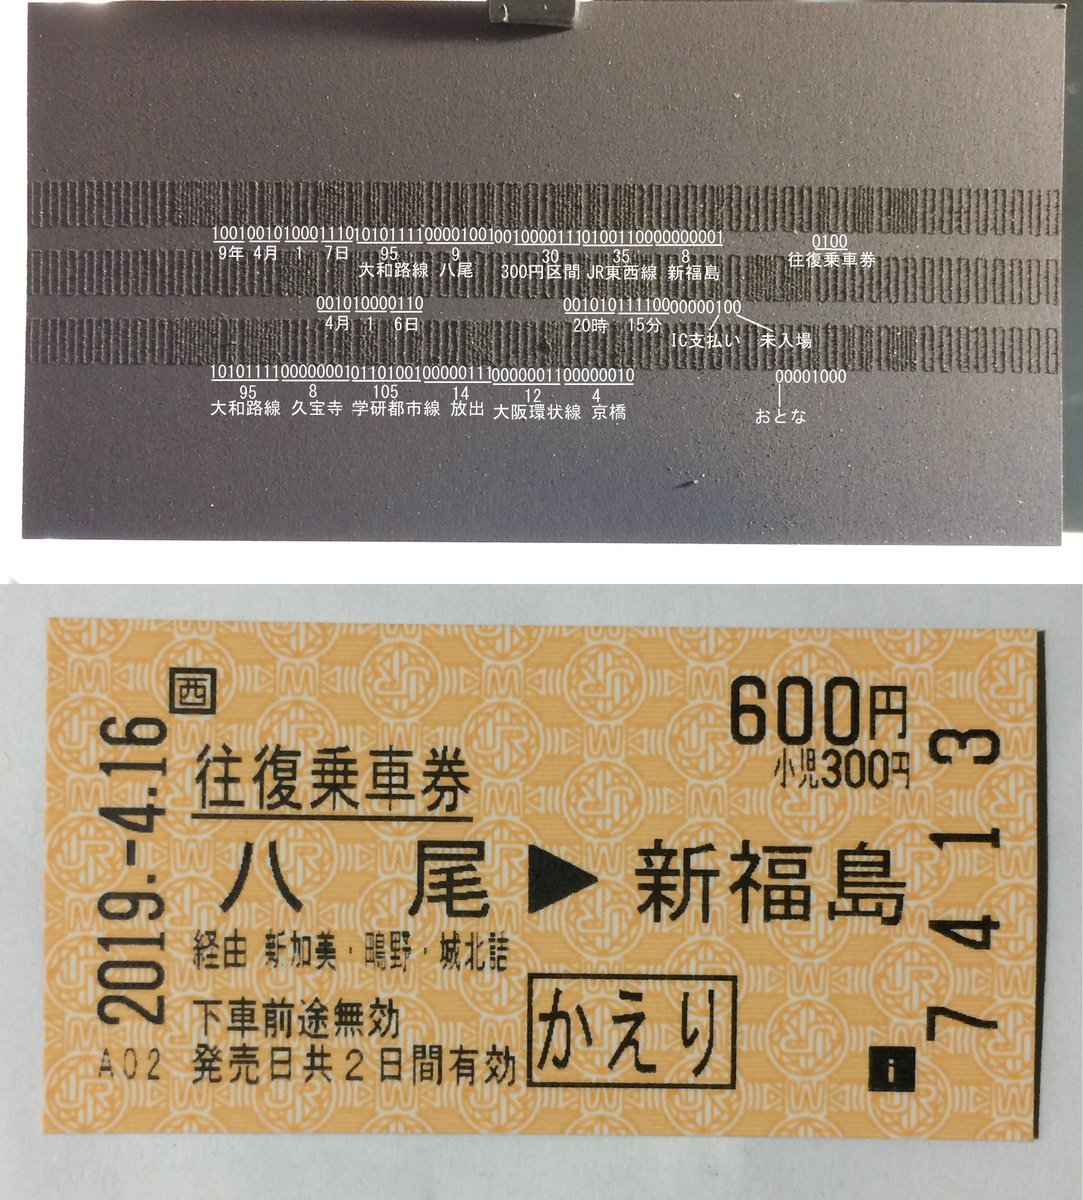 100100101000111010101111000010010010000111010011000000001
0100
9年 4月 1 7日 95 9 30 35 8
往復乗車券
大和路線 八尾 300円区間 JR東西線 新福島
0010100001​10
001010111100000000100
4月 1 6日
20時 15分
IC支払い 未入場
101011110000000010110100100000111​0000001100000010
00001000
95 8 105 14 12 4
大和路線 久宝寺 学研都市線 放出 大阪環状線 京橋
おとな
西
600円
小児300円
2019.-4.16
往復乗車券
八尾▶新福島
経由 新加美・鴫野・城北詰
下車前途無効
発売日共2日間有効
かえり
A02
i
7413